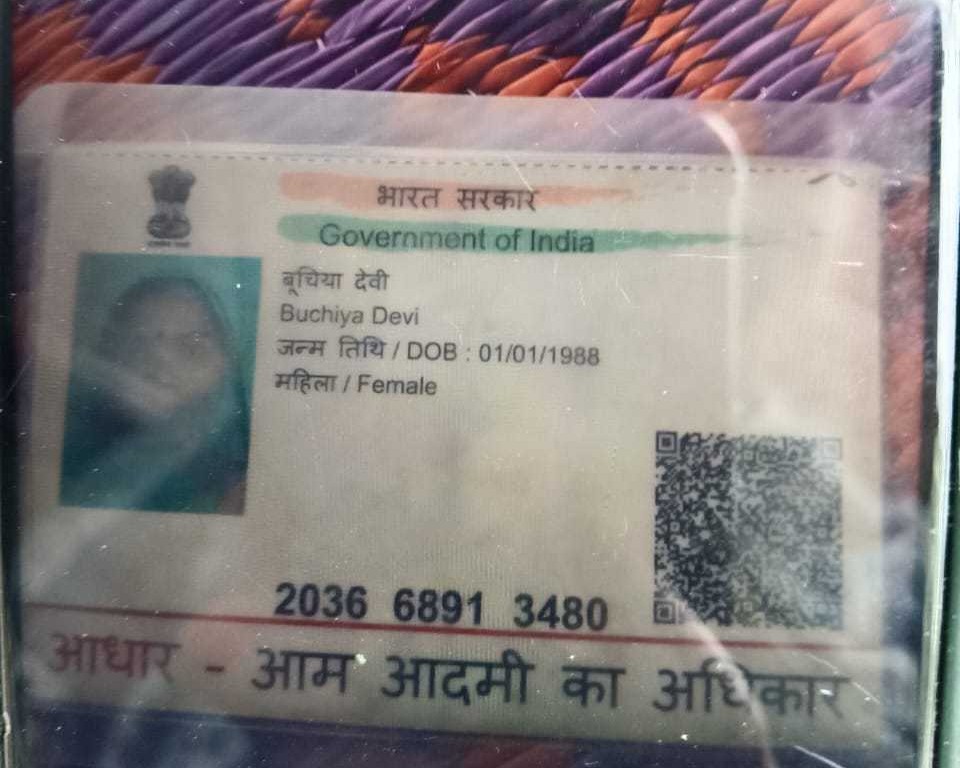 भारत सरकार
Government of India
बूचिया देवी
Buchiya Devi
जन्म तिथि / DOB : 01/01/1988
महिला / Female
2036 6891 3480
आधार - आम आदमी का अधिकार